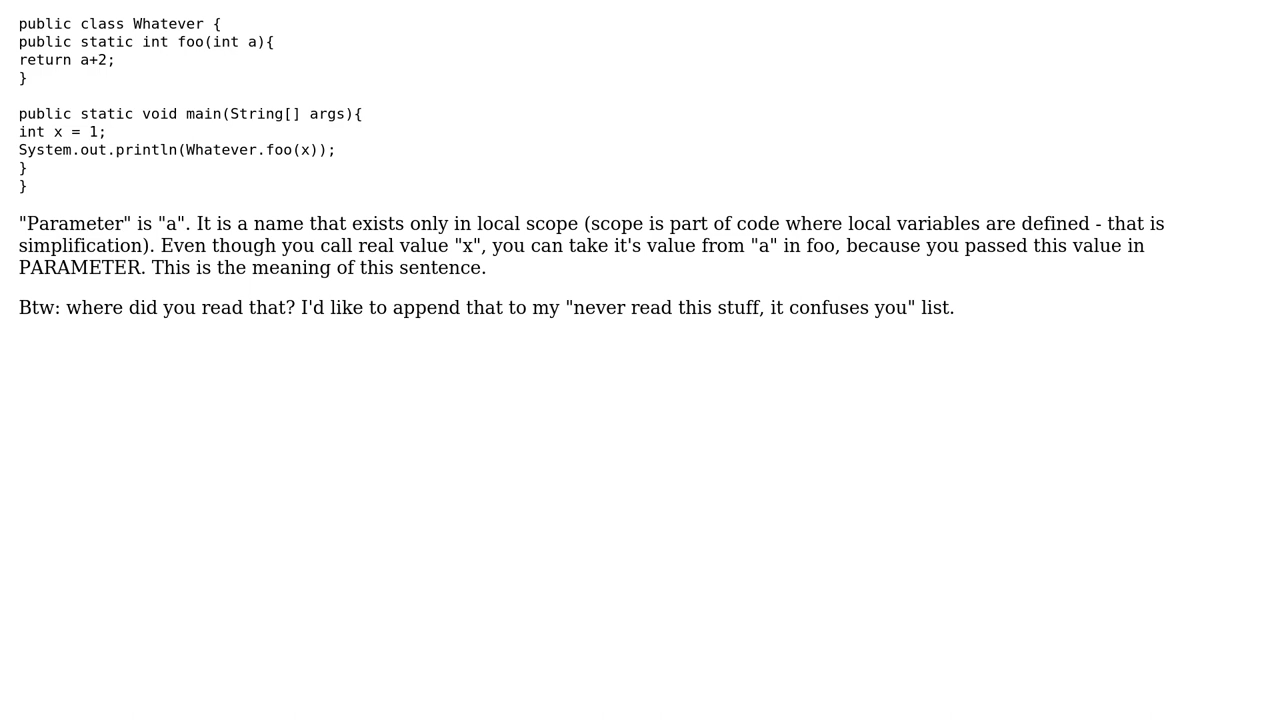 public class Whatever {
public static int foo(int a){
return a+2;
}
public static void main(String[] args){
int x = 1;
System.out.println(Whatever.foo(x));
}
}
"Parameter" is "a". It is a name that exists only in local scope (scope is part of code where local variables are defined - that is
simplification). Even though you call real value "x", you can take it's value from "a" in foo, because you passed this value in
PARAMETER. This is the meaning of this sentence.
Btw: where did you read that? I'd like to append that to my "never read this stuff, it confuses you" list.